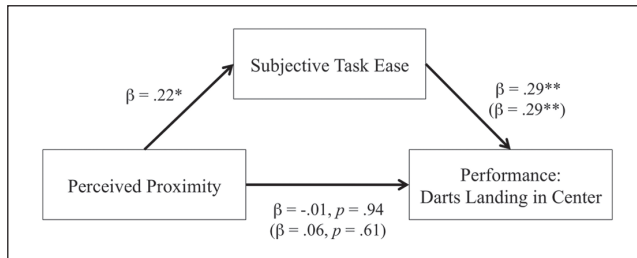 Subjective Task Ease
β = .22*
β = .29**
(β = .29**)
Perceived Proximity
Performance:
Darts Landing in Center
β = -.01, p = .94
(β = .06, p = .61)